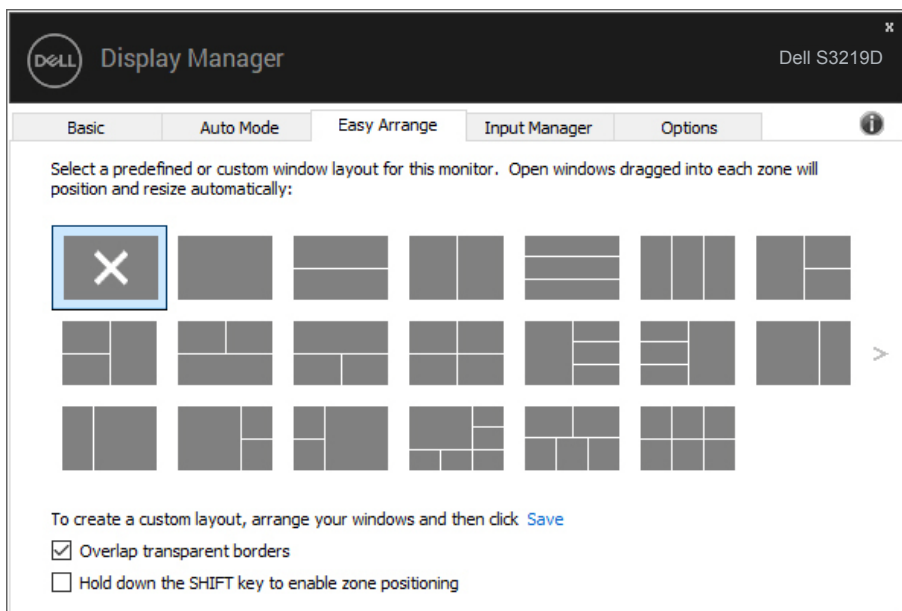 x
DELL
Display Manager
Dell S3219D
Basic
Auto Mode
Easy Arrange
Input Manager
Options
i
Select a predefined or custom window layout for this monitor. Open windows dragged into each zone will
position and resize automatically:
>
To create a custom layout, arrange your windows and then click Save
Overlap transparent borders
Hold down the SHIFT key to enable zone positioning